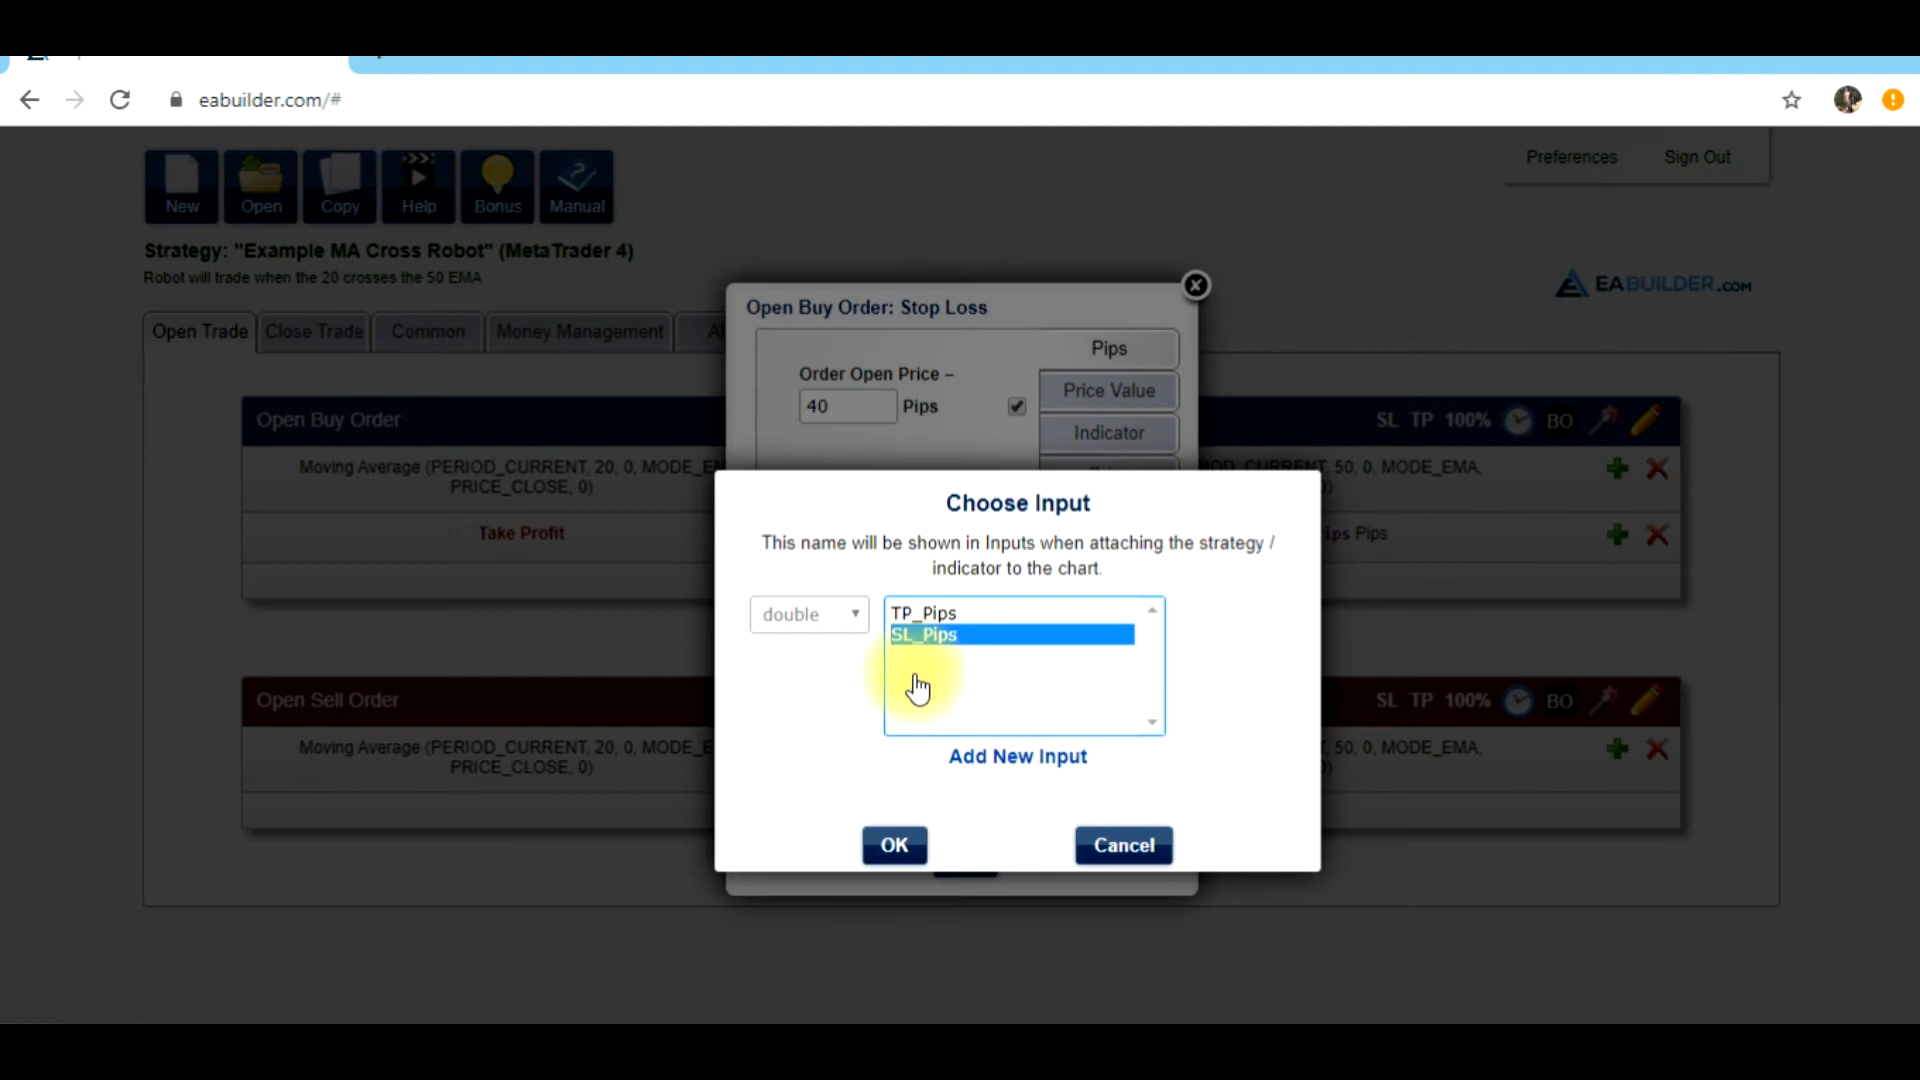 eabuilder.com/#
Preferences Sign Out
New Open Copy Help Bonus Manual
Strategy: "Example MA Cross Robot" (MetaTrader 4)
Robot will trade when the 20 crosses the 50 EMA
EABUILDER.COM
Open Trade Close Trade Common Money Management
Open Buy Order: Stop Loss
Pips
Order Open Price –
40 Pips
Price Value
Indicator
Open Buy Order SL TP 100% BO
Moving Average (PERIOD_CURRENT, 20, 0, MODE_EM
PRICE_CLOSE, 0)
50, 0, MODE_EMA,
Take Profit
Pips
Choose Input
This name will be shown in Inputs when attaching the strategy /
indicator to the chart.
double
TP_Pips
SL_Pips
Add New Input
OK Cancel
Open Sell Order SL TP 100% BO
Moving Average (PERIOD_CURRENT, 20, 0, MODE_E
PRICE_CLOSE, 0)
50, 0, MODE_EMA,